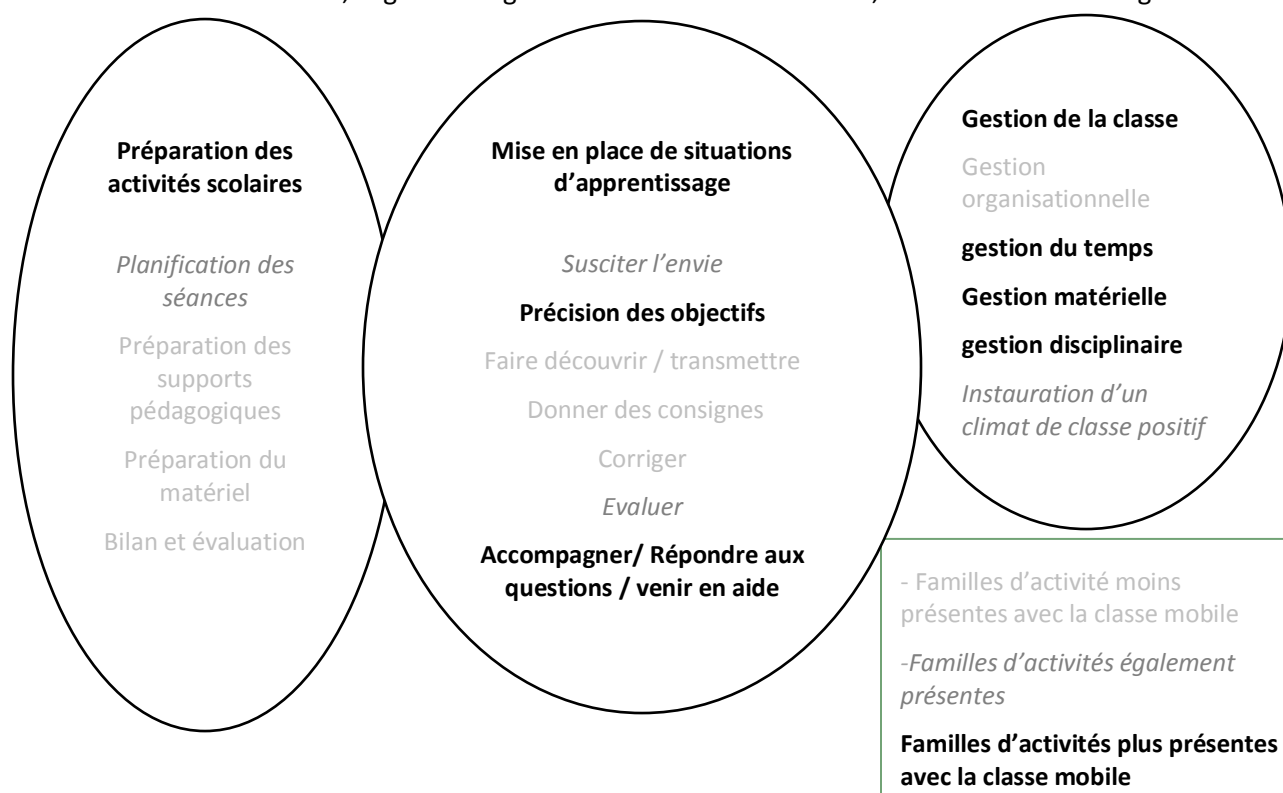 Préparation des
activités scolaires
Planification des
séances
Préparation des
supports
pédagogiques
Préparation du
matériel
Bilan et évaluation
Mise en place de situations
d’apprentissage
Susciter l’envie
Précision des objectifs
Faire découvrir / transmettre
Donner des consignes
Corriger
Evaluer
Accompagner/ Répondre aux
questions / venir en aide
Gestion de la classe
Gestion
organisationnelle
gestion du temps
Gestion matérielle
gestion disciplinaire
Instauration d’un
climat de classe positif
- Familles d’activité moins
présentes avec la classe mobile
-Familles d’activités également
présentes
Familles d’activités plus présentes
avec la classe mobile